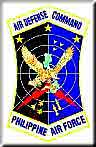 AIR DEFENSE COMMAND
PHILIPPINE AIR FORCE